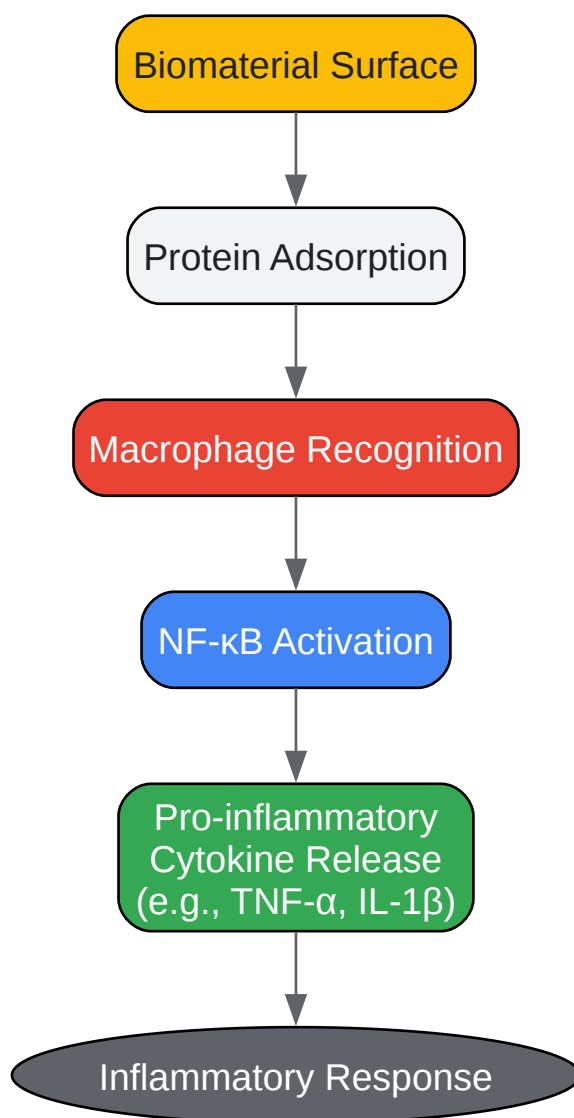 Biomaterial Surface
Protein Adsorption
Macrophage Recognition
NF-κB Activation
Pro-inflammatory
Cytokine Release
(e.g., TNF-α, IL-1β)
Inflammatory Response